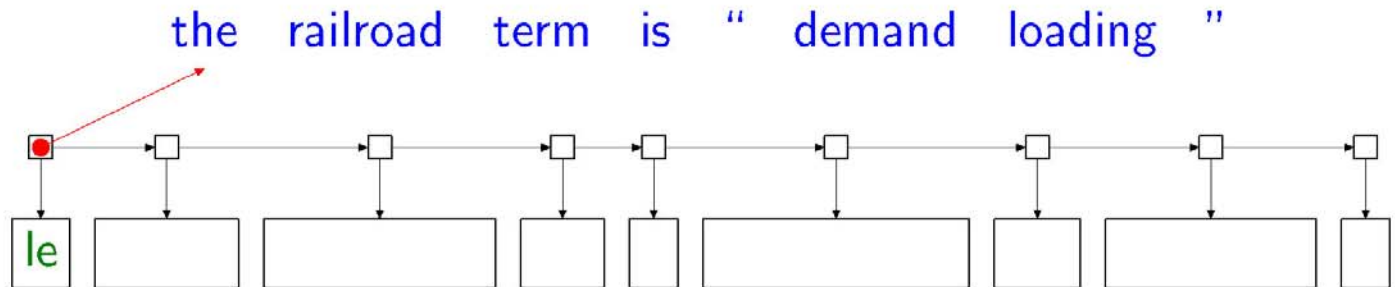 the railroad term is “ demand loading ”
le